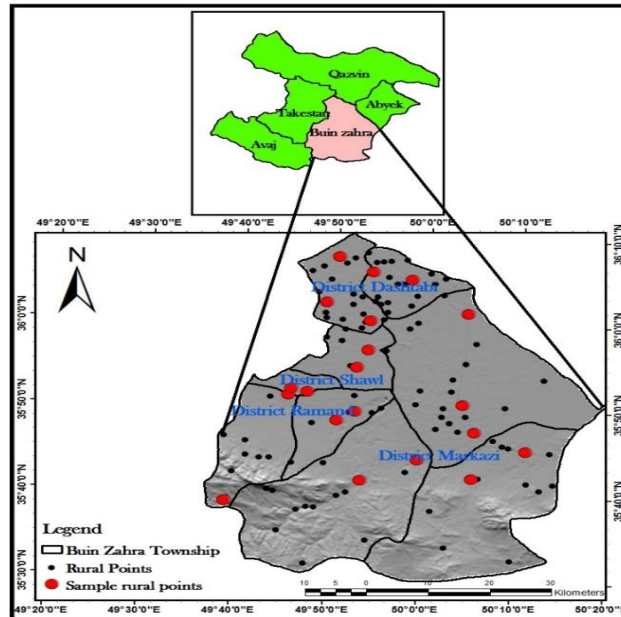 Qazvin
Abyek
Takestan
Buin zahra
Avaj
49°20'0"E 49°30'0"E 49°40'0"E 49°50'0"E 50°0'0"E 50°10'0"E
N
36°10'0"N
36°0'0"N
36°0'0"N
35°50'0"N
35°50'0"N
35°40'0"N
35°40'0"N
35°30'0"N
District Dashtabi
District Shawl
District Ramand
District Markazi
Legend
Buin Zahra Township
Rural Points
Sample rural points
10 5 0 10 20 30
Kilometers
49°20'0"E 49°30'0"E 49°40'0"E 49°50'0"E 50°0'0"E 50°10'0"E 50°20'0"E